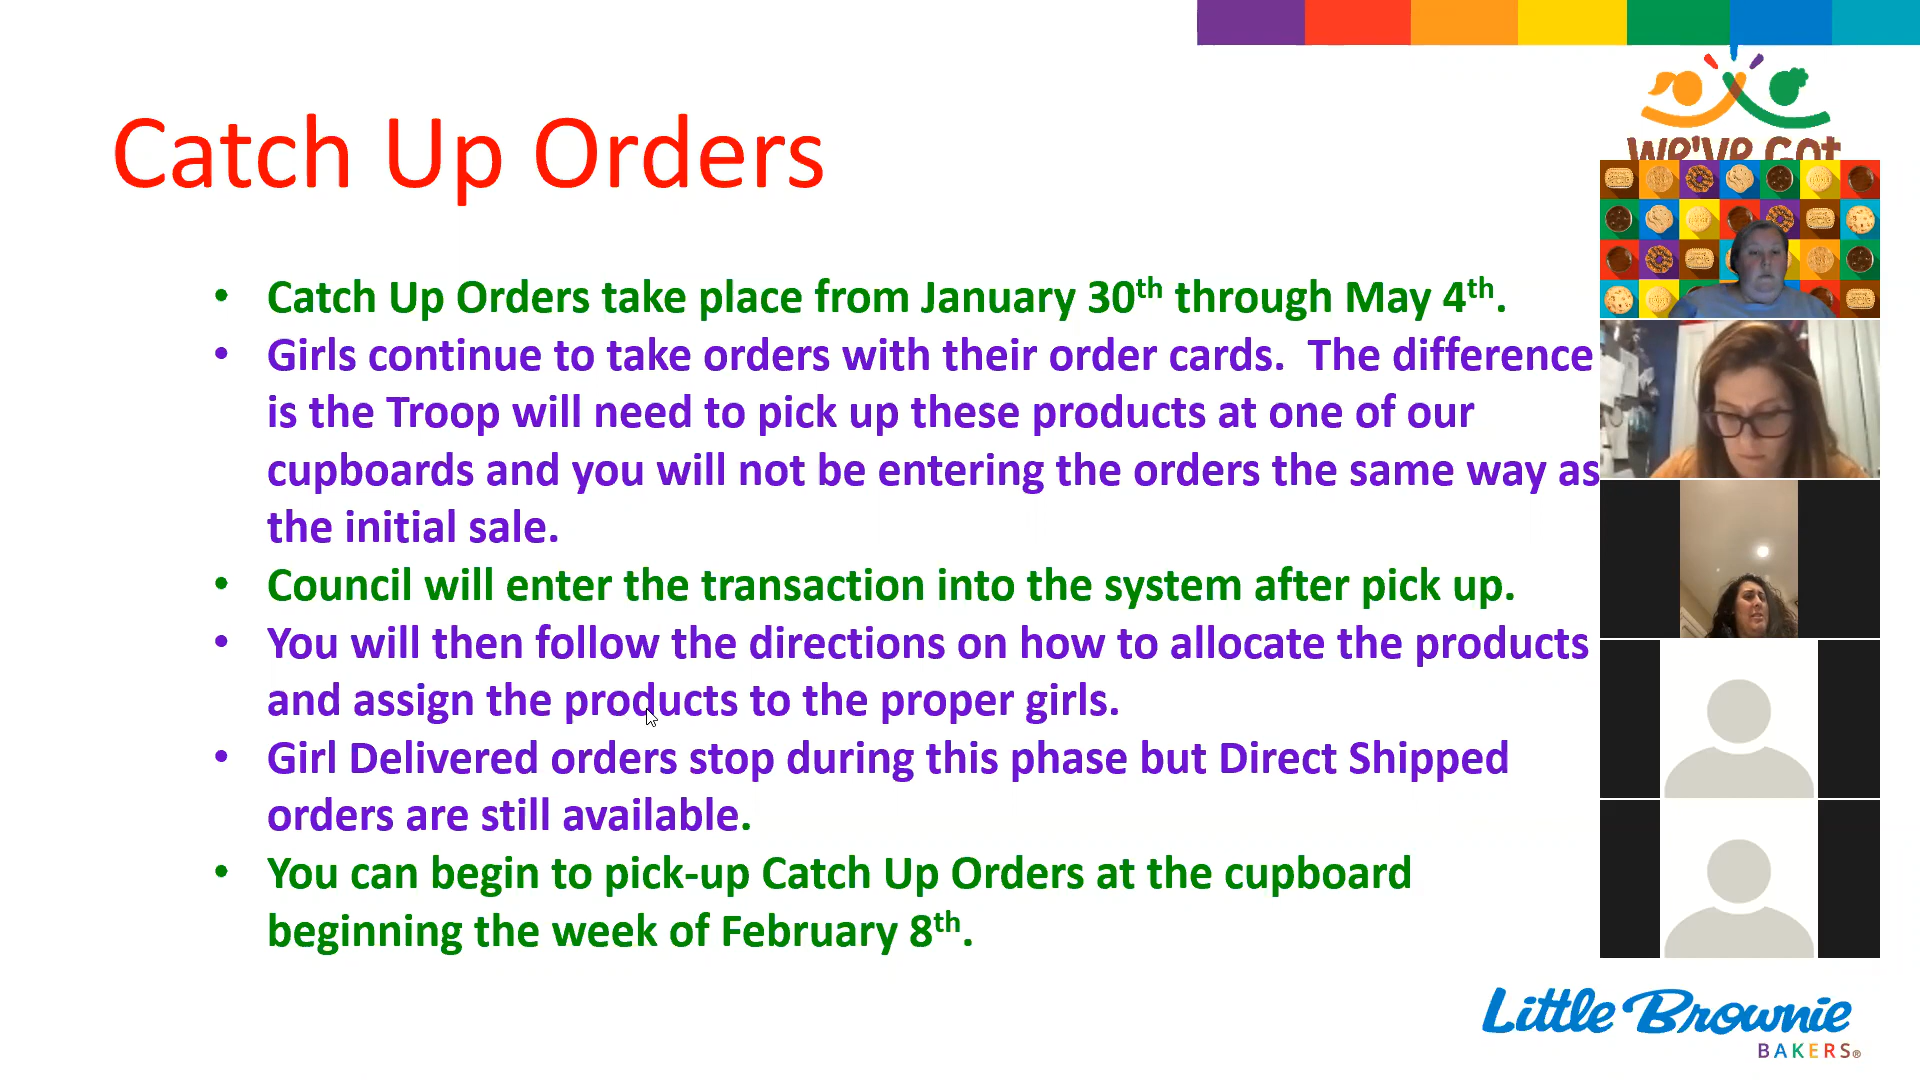 we've Got
Catch Up Orders
• Catch Up Orders take place from January 30th through May 4th.
• Girls continue to take orders with their order cards.  The difference
is the Troop will need to pick up these products at one of our
cupboards and you will not be entering the orders the same way as
the initial sale.
• Council will enter the transaction into the system after pick up.
• You will then follow the directions on how to allocate the products
and assign the products to the proper girls.
• Girl Delivered orders stop during this phase but Direct Shipped
orders are still available.
• You can begin to pick-up Catch Up Orders at the cupboard
beginning the week of February 8th.
Little Brownie
BAKERS®